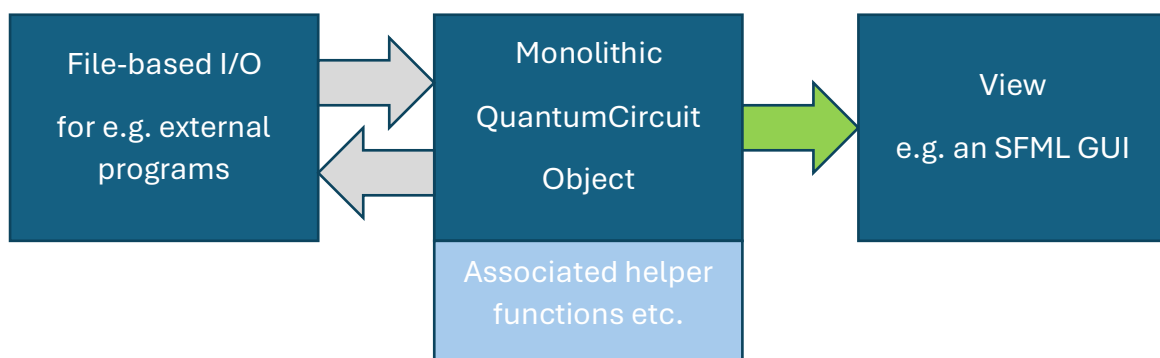 File-based I/O
for e.g. external
programs
Monolithic
QuantumCircuit
Object
Associated helper
functions etc.
View
e.g. an SFML GUI